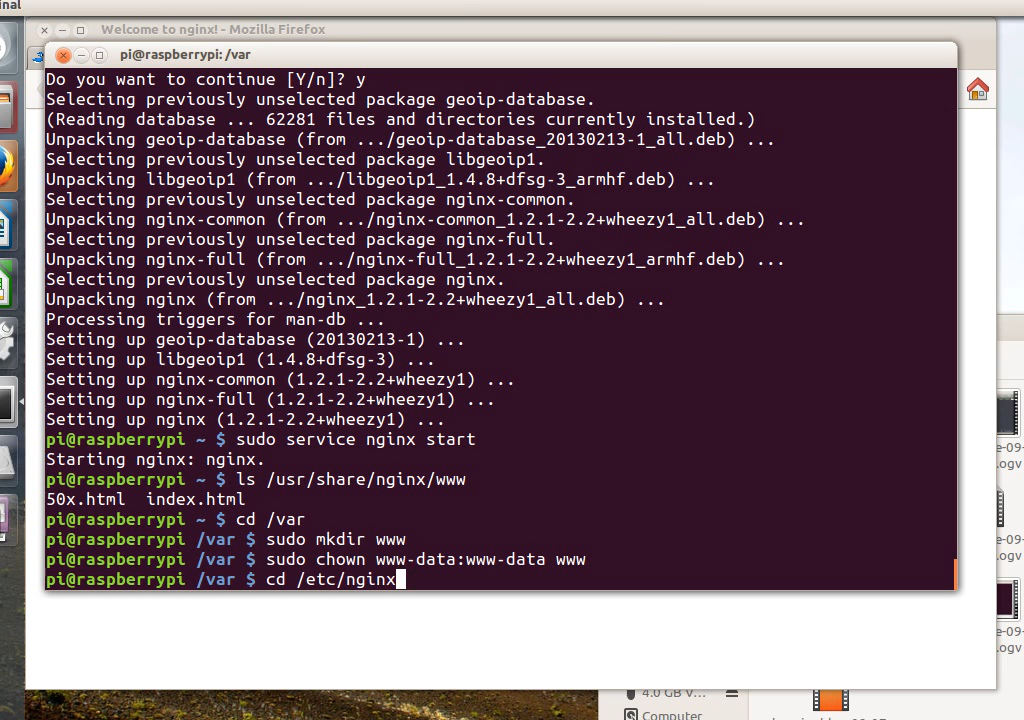 nal
Welcome to nginx! - Mozilla Firefox
pi@raspberrypi: /var
Do you want to continue [Y/n]? y
Selecting previously unselected package geoip-database.
(Reading database ... 62281 files and directories currently installed.)
Unpacking geoip-database (from .../geoip-database_20130213-1_all.deb) ...
Selecting previously unselected package libgeoip1.
Unpacking libgeoip1 (from .../libgeoip1_1.4.8+dfsg-3_armhf.deb) ...
Selecting previously unselected package nginx-common.
Unpacking nginx-common (from .../nginx-common_1.2.1-2.2+wheezy1_all.deb) ...
Selecting previously unselected package nginx-full.
Unpacking nginx-full (from .../nginx-full_1.2.1-2.2+wheezy1_armhf.deb) ...
Selecting previously unselected package nginx.
Unpacking nginx (from .../nginx_1.2.1-2.2+wheezy1_all.deb) ...
Processing triggers for man-db ...
Setting up geoip-database (20130213-1) ...
Setting up libgeoip1 (1.4.8+dfsg-3) ...
Setting up nginx-common (1.2.1-2.2+wheezy1) ...
Setting up nginx-full (1.2.1-2.2+wheezy1) ...
Setting up nginx (1.2.1-2.2+wheezy1) ...
pi@raspberrypi ~ $ sudo service nginx start
Starting nginx: nginx.
pi@raspberrypi ~ $ ls /usr/share/nginx/www
50x.html  index.html
pi@raspberrypi ~ $ cd /var
pi@raspberrypi /var $ sudo mkdir www
pi@raspberrypi /var $ sudo chown www-data:www-data www
pi@raspberrypi /var $ cd /etc/nginx
e-09-
.ogv
e-09-
.ogv
4.0 GB V...
Computer